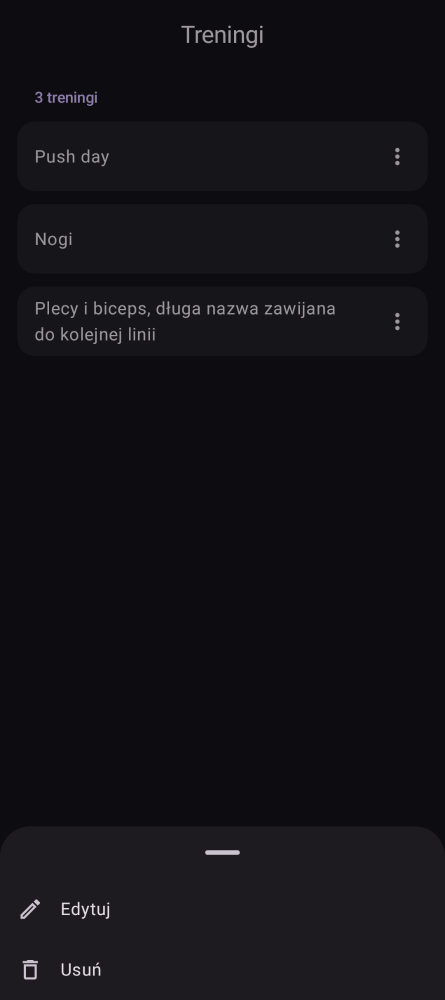 Treningi
3 treningi
Push day
Nogi
Plecy i biceps, długa nazwa zawijana
do kolejnej linii
Edytuj
Usuń